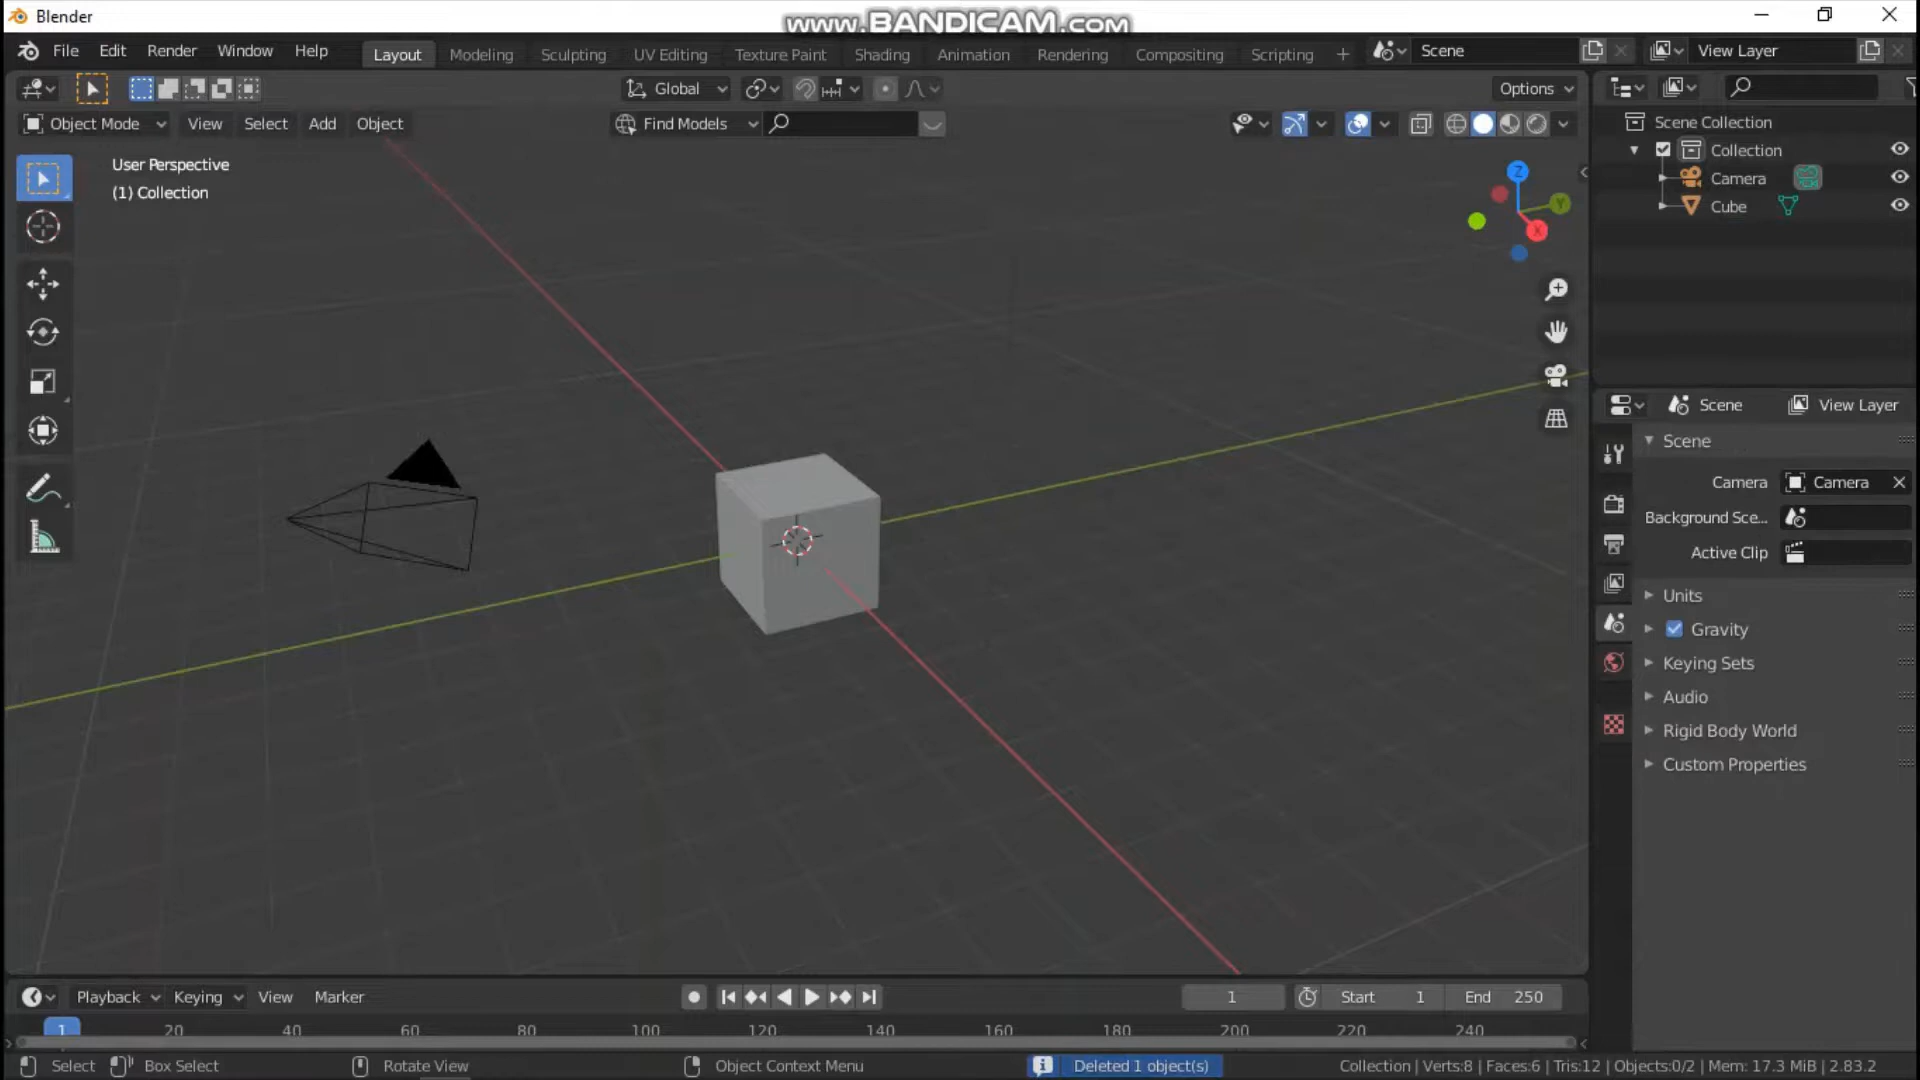 Blender
www.BANDICAM.com
File Edit Render Window Help
Layout Modeling Sculpting UV Editing Texture Paint Shading Animation Rendering Compositing Scripting +
Scene
View Layer
Global
Options
Object Mode View Select Add Object
Find Models
User Perspective
(1) Collection
Z
Y
X
Scene Collection
Collection
Camera
Cube
Scene View Layer
Scene
Camera Camera
Background Sce...
Active Clip
Units
Gravity
Keying Sets
Audio
Rigid Body World
Custom Properties
Playback Keying View Marker
1
Start 1
End 250
1 20 40 60 80 100 120 140 160 180 200 220 240
Select Box Select Rotate View Object Context Menu
Deleted 1 object(s)
Collection | Verts:8 | Faces:6 | Tris:12 | Objects:0/2 | Mem: 17.3 MiB | 2.83.2